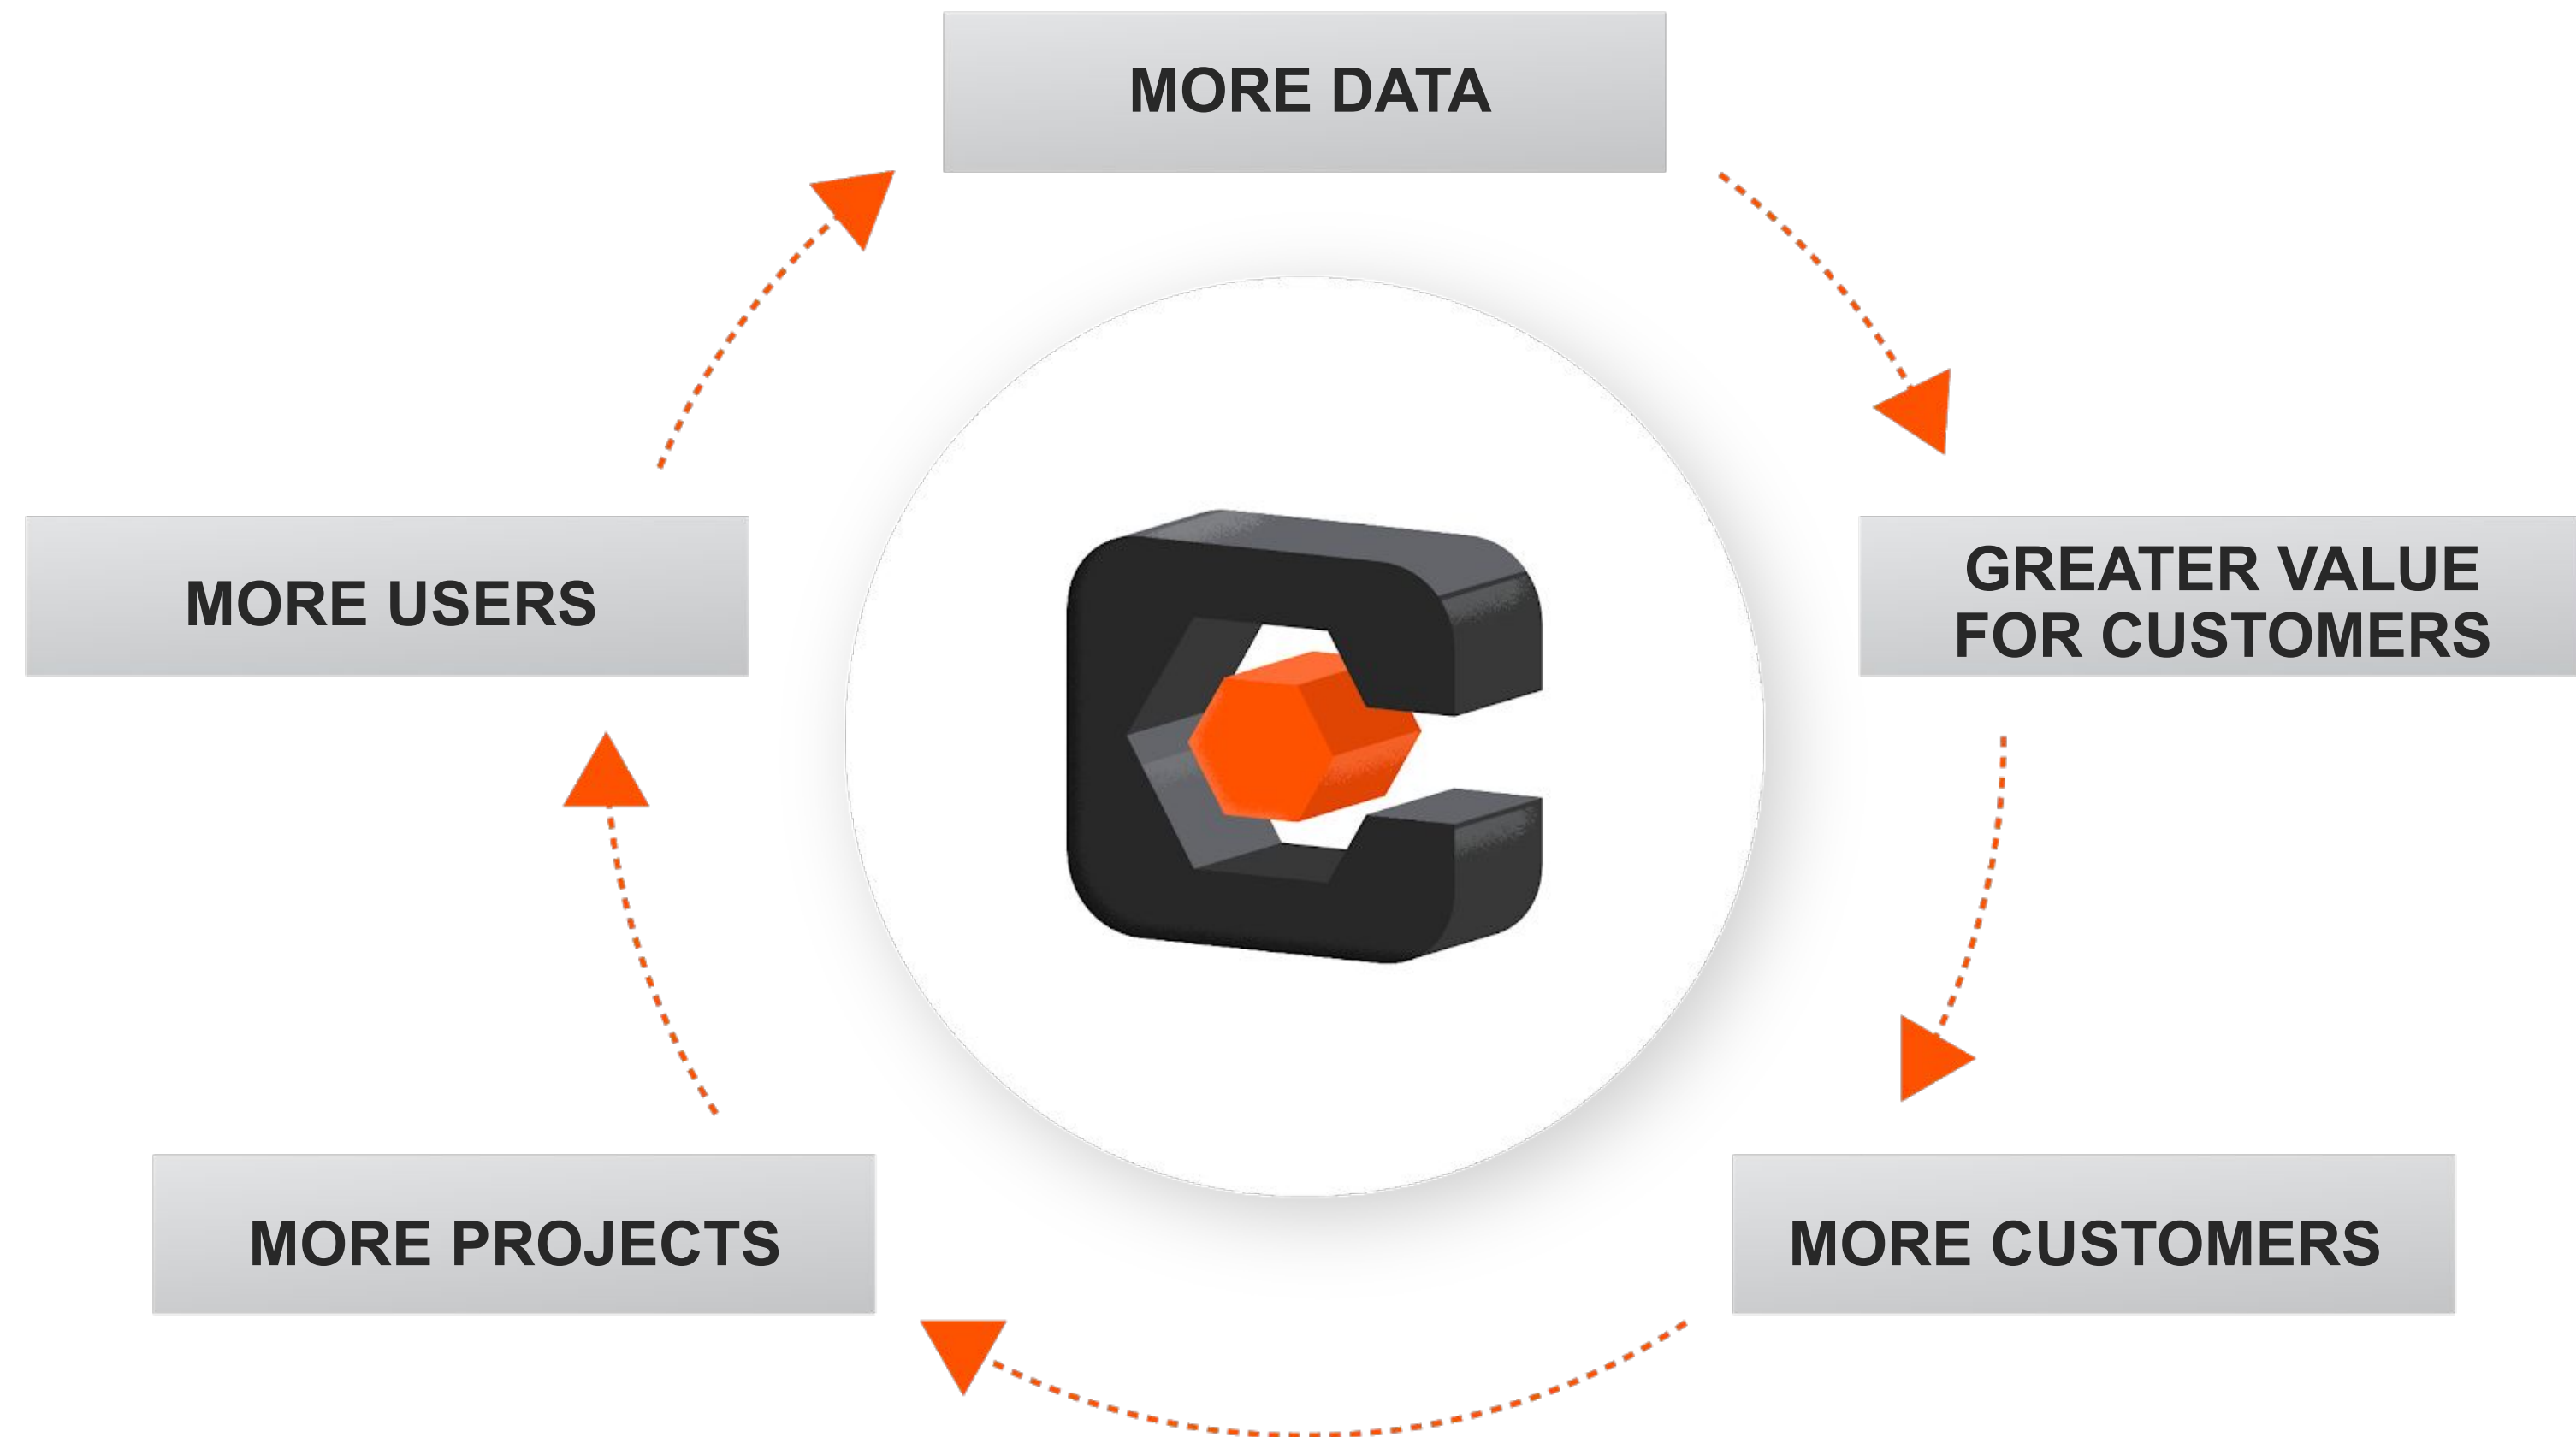 MORE DATA
GREATER VALUE
FOR CUSTOMERS
MORE CUSTOMERS
MORE PROJECTS
MORE USERS